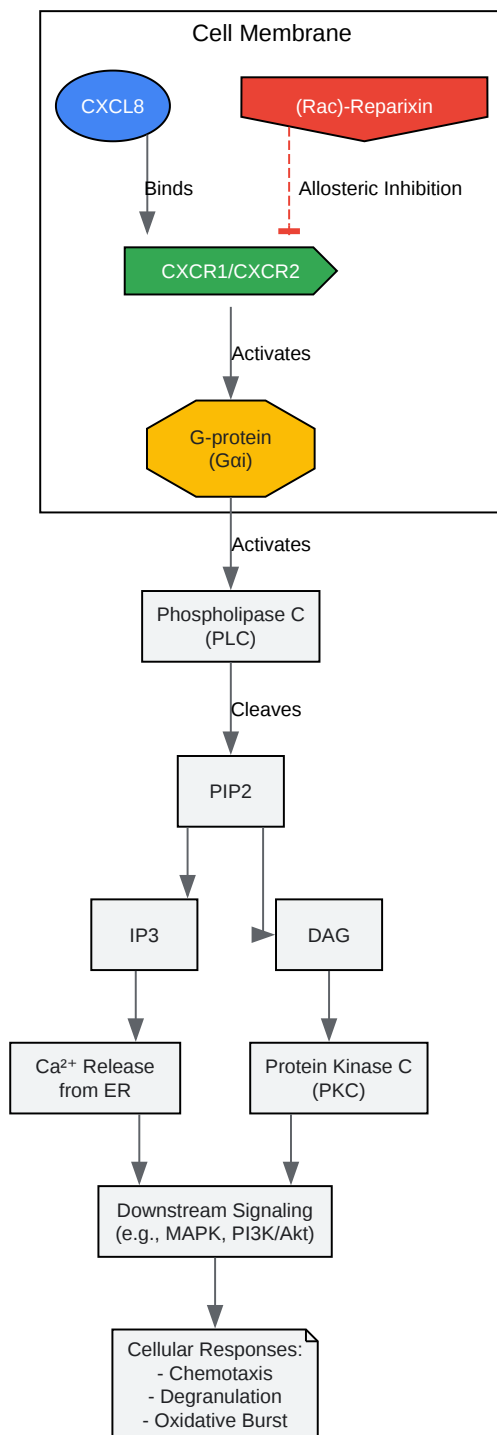 Cell Membrane
CXCL8
(Rac)-Reparixin
Binds
Allosteric Inhibition
CXCR1/CXCR2
Activates
G-protein
(Gαi)
Activates
Phospholipase C
(PLC)
Cleaves
PIP2
IP3
DAG
Ca²⁺ Release
from ER
Protein Kinase C
(PKC)
Downstream Signaling
(e.g., MAPK, PI3K/Akt)
Cellular Responses:
- Chemotaxis
- Degranulation
- Oxidative Burst